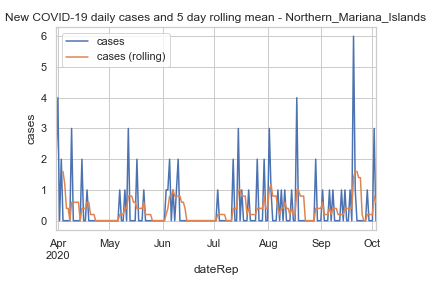 New COVID-19 daily cases and 5 day rolling mean - Northern_Mariana_Islands
cases
cases (rolling)
6
5
4
3
2
1
0
cases
Apr May Jun Jul Aug Sep Oct
2020
dateRep